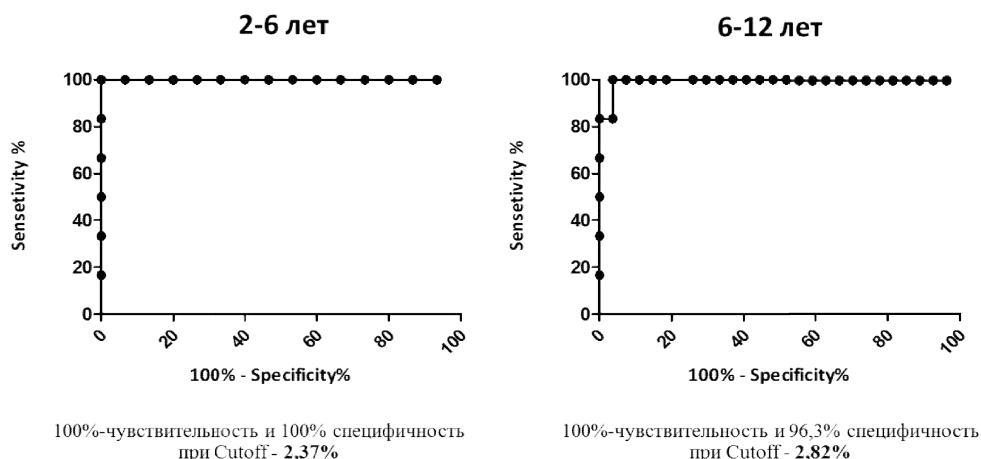 2-6 лет
100
80
60
40
20
0
Sensetivity %
0
20
40
60
80
100
100% - Specificity%
100%-чувствительность и 100% специфичность
при Cutoff - 2,37%
6-12 лет
100
80
60
40
20
0
Sensetivity %
0
20
40
60
80
100
100% - Specificity%
100%-чувствительность и 96,3% специфичность
при Cutoff - 2,82%